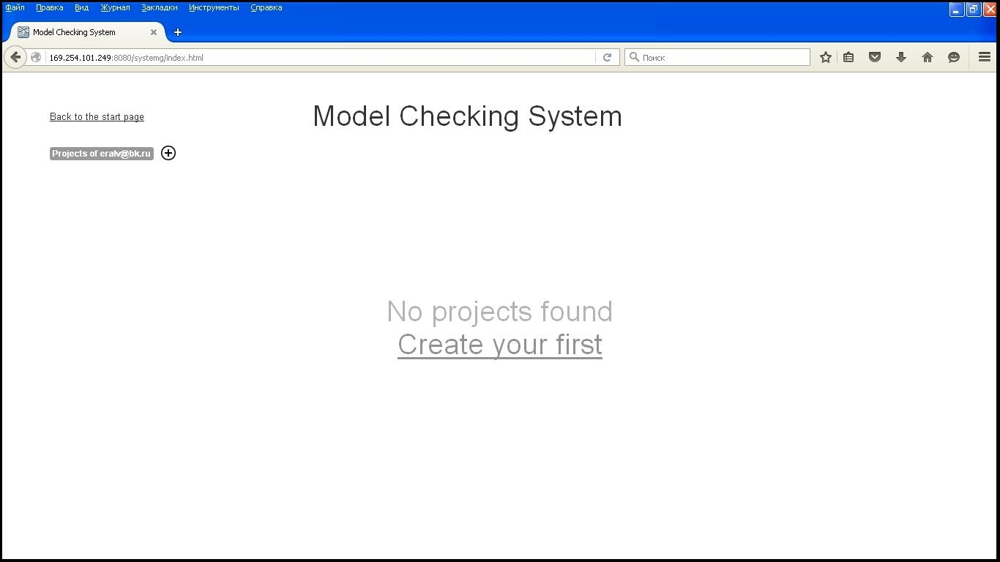 Файл Правка Вид Журнал Закладки Инструменты Справка
Model Checking System
169.254.101.249:8080/systemg/index.html Поиск
Back to the start page
Model Checking System
Projects of eralv@bk.ru
No projects found
Create your first